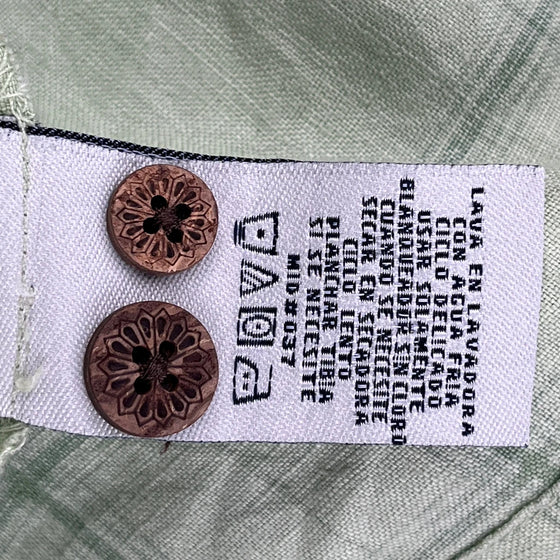 LAVA EN LAVADORA
CON AGUA FRIA
CICLO DELICADO
USAR SOLAMENTE
BLANQUEADOR SIN CLORO
CUANDO SE NECESITE
SECAR EN SECADORA
CICLO LENTO
PLANCHAR TIBIA
SI SE NECESITE
MID#037